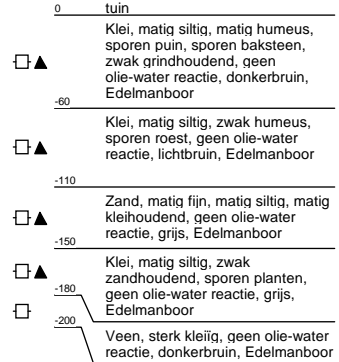 0 tuin
Klei, matig siltig, matig humeus,
sporen puin, sporen baksteen,
zwak grindhoudend, geen
olie-water reactie, donkerbruin,
Edelmanboor
-60
Klei, matig siltig, zwak humeus,
sporen roest, geen olie-water
reactie, lichtbruin, Edelmanboor
-110
Zand, matig fijn, matig siltig, matig
kleihoudend, geen olie-water
reactie, grijs, Edelmanboor
-150
Klei, matig siltig, zwak
zandhoudend, sporen planten,
geen olie-water reactie, grijs,
Edelmanboor
-180
-200
Veen, sterk kleiïg, geen olie-water
reactie, donkerbruin, Edelmanboor